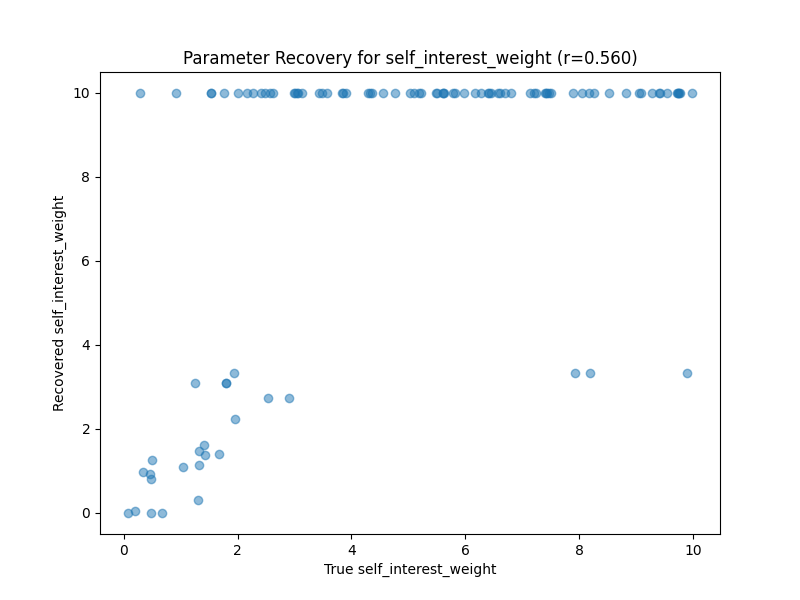 Parameter Recovery for self_interest_weight (r=0.560)
10
8
6
4
2
0
Recovered self_interest_weight
0 2 4 6 8 10
True self_interest_weight